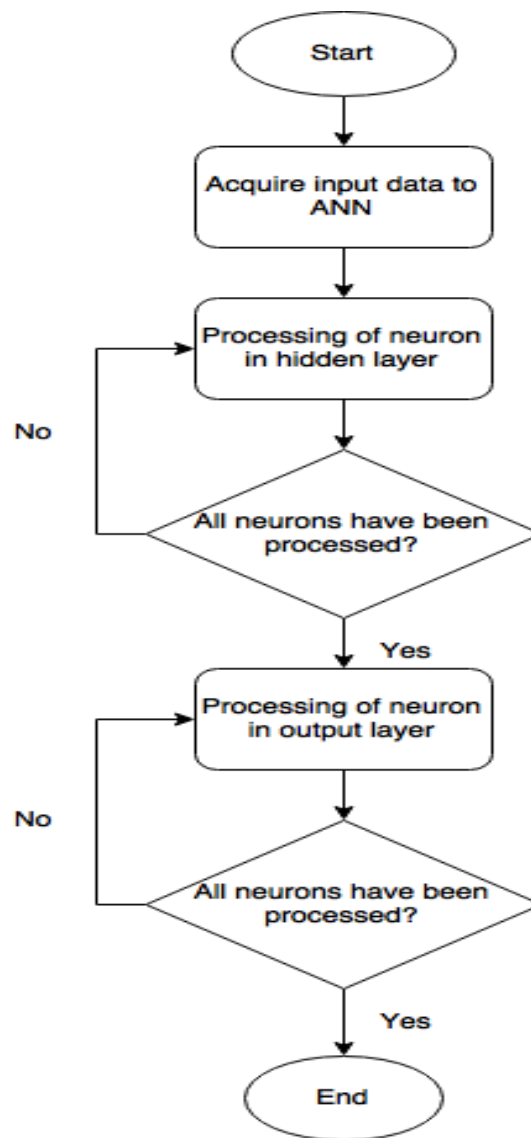 Start
Acquire input data to
ANN
Processing of neuron
in hidden layer
No
All neurons have been
processed?
Yes
Processing of neuron
in output layer
No
All neurons have been
processed?
Yes
End